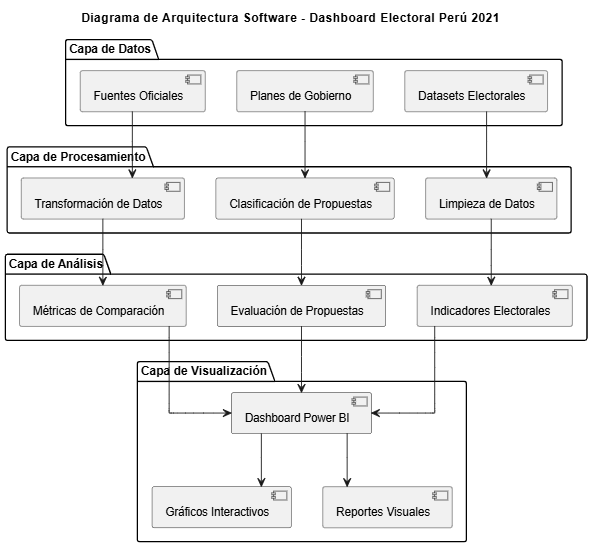 Diagrama de Arquitectura Software - Dashboard Electoral Perú 2021
Capa de Datos
Fuentes Oficiales
Planes de Gobierno
Datasets Electorales
Capa de Procesamiento
Transformación de Datos
Clasificación de Propuestas
Limpieza de Datos
Capa de Análisis
Métricas de Comparación
Evaluación de Propuestas
Indicadores Electorales
Capa de Visualización
Dashboard Power BI
Gráficos Interactivos
Reportes Visuales